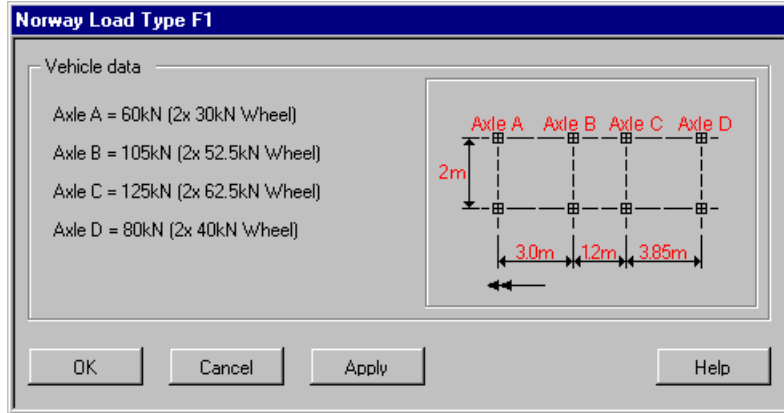 Norway Load Type F1
Vehicle data
Axle A = 60kN (2x 30kN Wheel)
Axle B = 105kN (2x 52.5kN Wheel)
Axle C = 125kN (2x 62.5kN Wheel)
Axle D = 80kN (2x 40kN Wheel)
Axle A Axle B Axle C Axle D
2m
3.0m 1.2m 3.85m
OK Cancel Apply Help